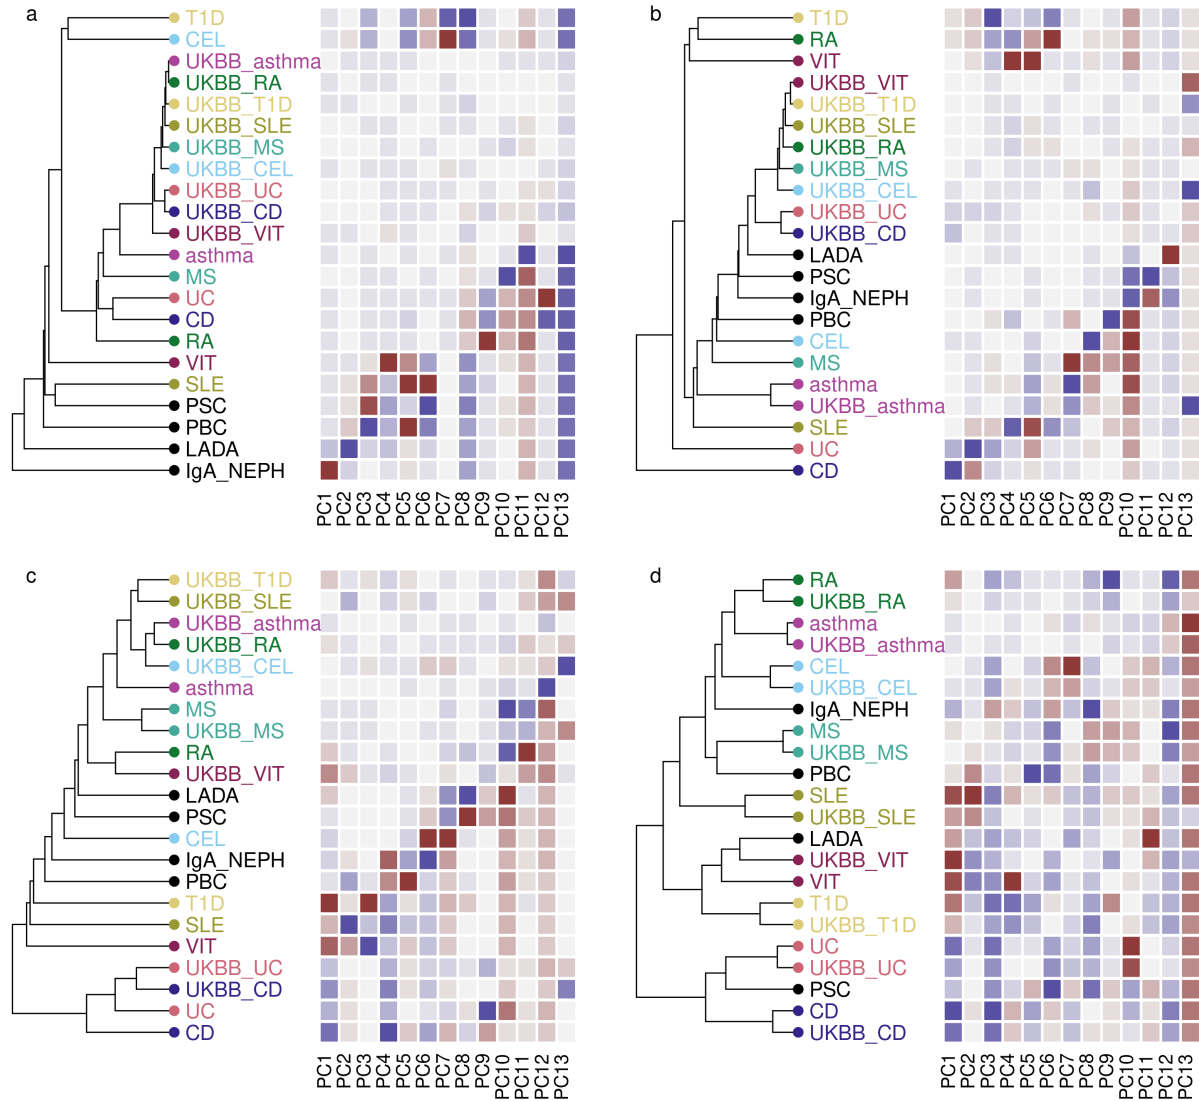 a
T1D
CEL
UKBB_asthma
UKBB_RA
UKBB_T1D
UKBB_SLE
UKBB_MS
UKBB_CEL
UKBB_UC
UKBB_CD
UKBB_VIT
asthma
MS
UC
CD
RA
VIT
SLE
PSC
PBC
LADA
IgA_NEPH
PC1 PC2 PC3 PC4 PC5 PC6 PC7 PC8 PC9 PC10 PC11 PC12 PC13
b
T1D
RA
VIT
UKBB_VIT
UKBB_T1D
UKBB_SLE
UKBB_RA
UKBB_MS
UKBB_CEL
UKBB_UC
UKBB_CD
LADA
PSC
IgA_NEPH
PBC
CEL
MS
asthma
UKBB_asthma
SLE
UC
CD
PC1 PC2 PC3 PC4 PC5 PC6 PC7 PC8 PC9 PC10 PC11 PC12 PC13
c
UKBB_T1D
UKBB_SLE
UKBB_asthma
UKBB_RA
UKBB_CEL
asthma
MS
UKBB_MS
RA
UKBB_VIT
LADA
PSC
CEL
IgA_NEPH
PBC
T1D
SLE
VIT
UKBB_UC
UKBB_CD
UC
CD
PC1 PC2 PC3 PC4 PC5 PC6 PC7 PC8 PC9 PC10 PC11 PC12 PC13
d
RA
UKBB_RA
asthma
UKBB_asthma
CEL
UKBB_CEL
IgA_NEPH
MS
UKBB_MS
PBC
SLE
UKBB_SLE
LADA
UKBB_VIT
VIT
T1D
UKBB_T1D
UC
UKBB_UC
PSC
CD
UKBB_CD
PC1 PC2 PC3 PC4 PC5 PC6 PC7 PC8 PC9 PC10 PC11 PC12 PC13